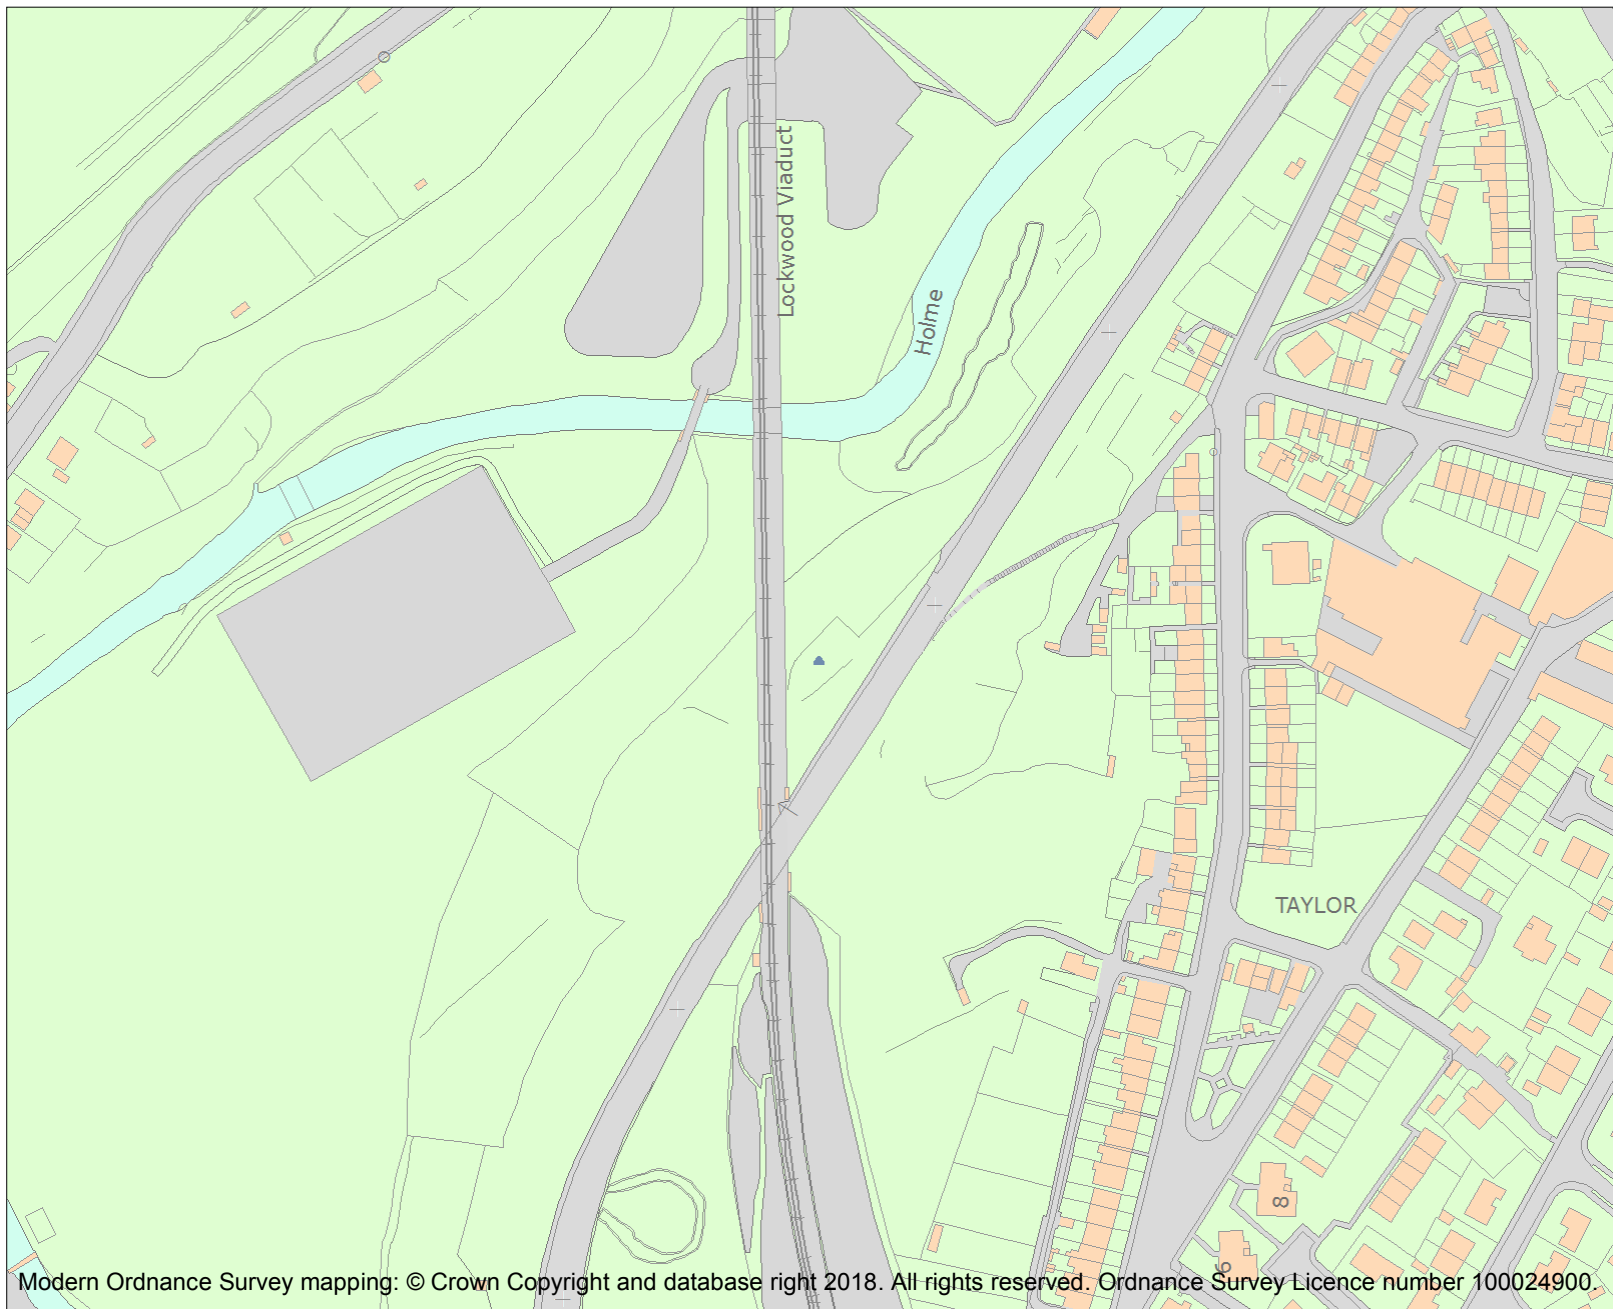 Lockwood Viaduct
Holme
TAYLOR
8
6
Modern Ordnance Survey mapping: © Crown Copyright and database right 2018. All rights reserved. Ordnance Survey Licence number 100024900.